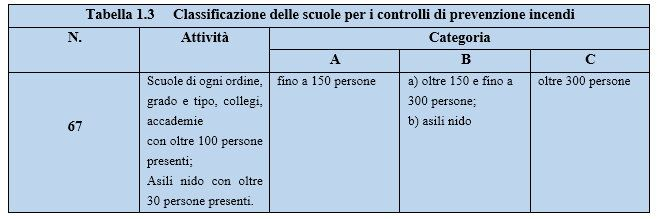 Tabella 1.3 Classificazione delle scuole per i controlli di prevenzione incendi
N. Attività Categoria
A B C
67
Scuole di ogni ordine,
grado e tipo, collegi,
accademie
con oltre 100 persone
presenti;
Asili nido con oltre
30 persone presenti.
fino a 150 persone
a) oltre 150 e fino a
300 persone;
b) asili nido
oltre 300 persone